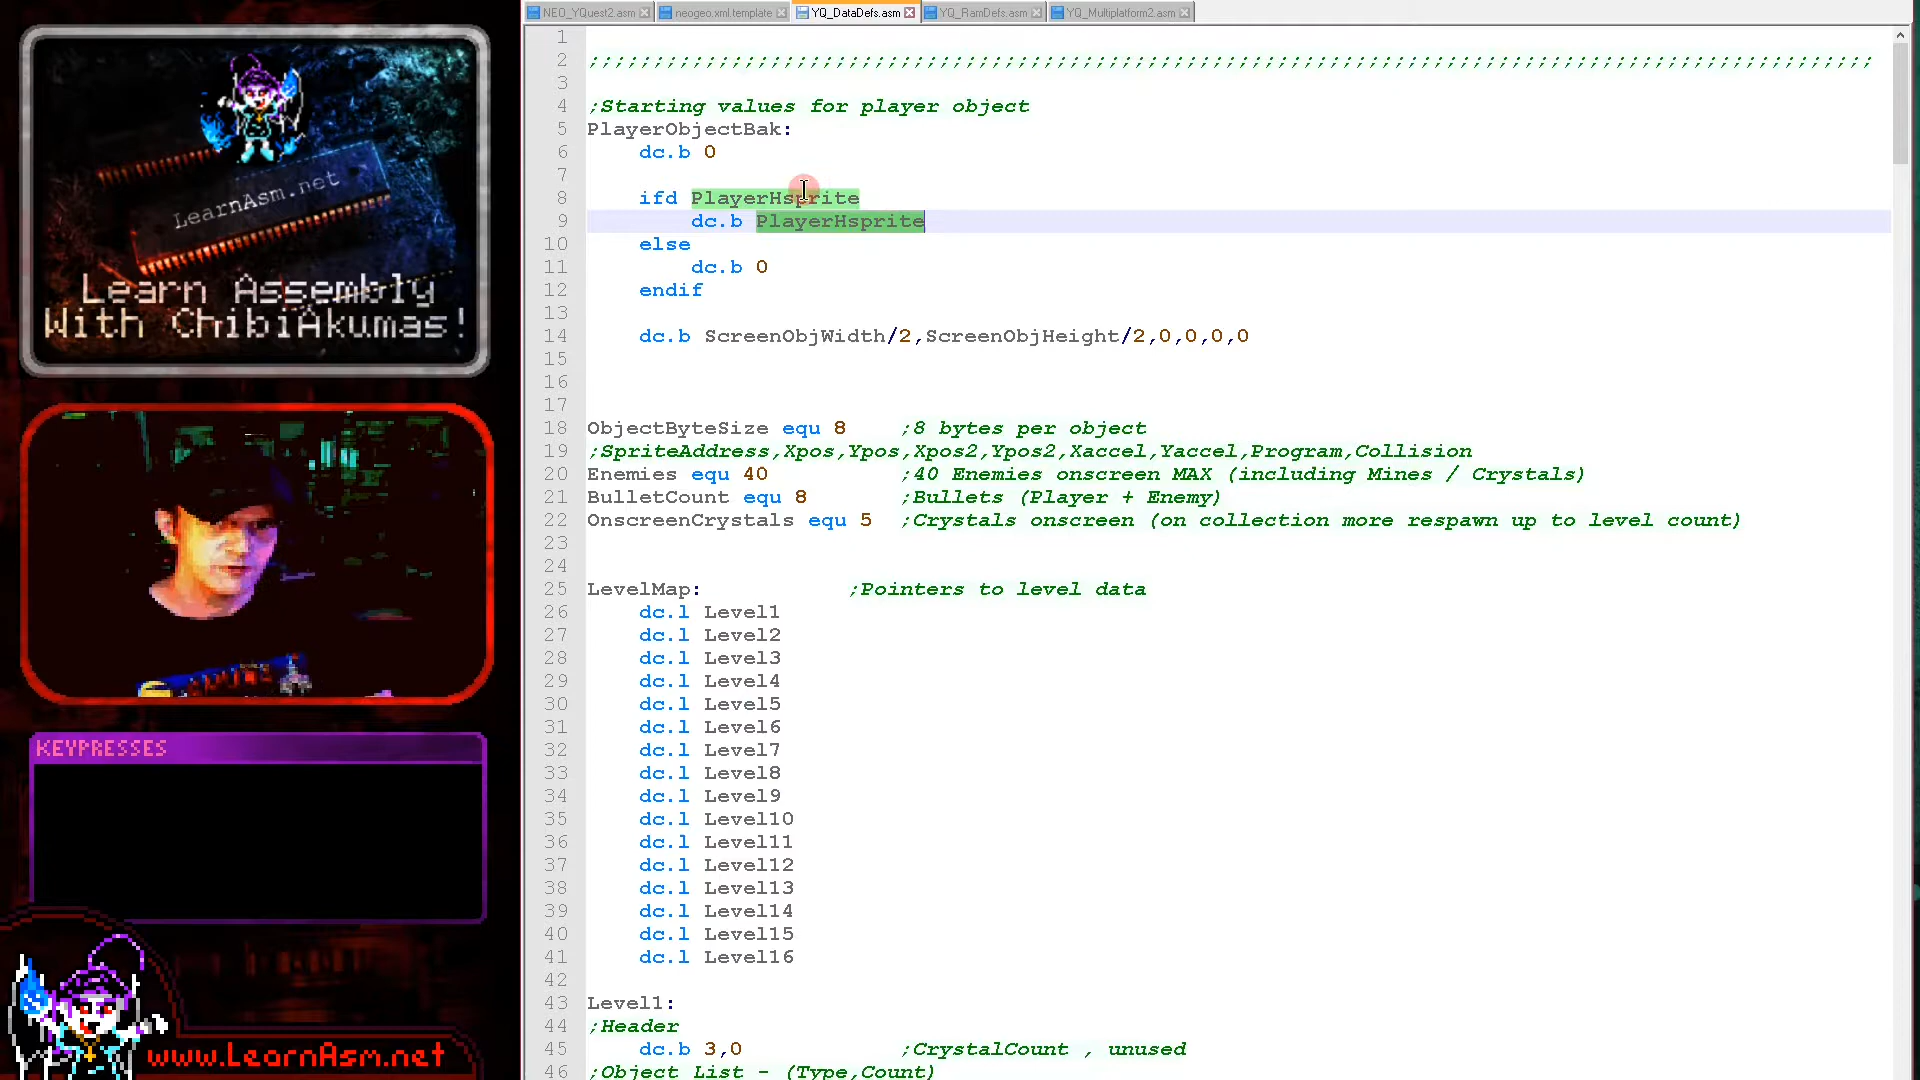 NEO_YQuest2.asm neogeo.xml.template YQ_DataDefs.asm YQ_RamDefs.asm YQ_Multiplatform2.asm
LearnAsm.net
Learn Assembly
With ChibiAkumas!
KEYPRESSES
www.LearnAsm.net
1
2 ;;;;;;;;;;;;;;;;;;;;;;;;;;;;;;;;;;;;;;;;;;;;;;;;;;;;;;;;;;;;;;;;;;;;;;;;;;;;;;;;;;;;;;;;;;;;;;;;;;;
3
4 ;Starting values for player object
5 PlayerObjectBak:
6 dc.b 0
7
8 ifd PlayerHsprite
9 dc.b PlayerHsprite
10 else
11 dc.b 0
12 endif
13
14 dc.b ScreenObjWidth/2,ScreenObjHeight/2,0,0,0,0
15
16
17
18 ObjectByteSize equ 8 ;8 bytes per object
19 ;SpriteAddress,Xpos,Ypos,Xpos2,Ypos2,Xaccel,Yaccel,Program,Collision
20 Enemies equ 40 ;40 Enemies onscreen MAX (including Mines / Crystals)
21 BulletCount equ 8 ;Bullets (Player + Enemy)
22 OnscreenCrystals equ 5 ;Crystals onscreen (on collection more respawn up to level count)
23
24
25 LevelMap: ;Pointers to level data
26 dc.l Level1
27 dc.l Level2
28 dc.l Level3
29 dc.l Level4
30 dc.l Level5
31 dc.l Level6
32 dc.l Level7
33 dc.l Level8
34 dc.l Level9
35 dc.l Level10
36 dc.l Level11
37 dc.l Level12
38 dc.l Level13
39 dc.l Level14
40 dc.l Level15
41 dc.l Level16
42
43 Level1:
44 ;Header
45 dc.b 3,0 ;CrystalCount , unused
46 ;Object List - (Type,Count)